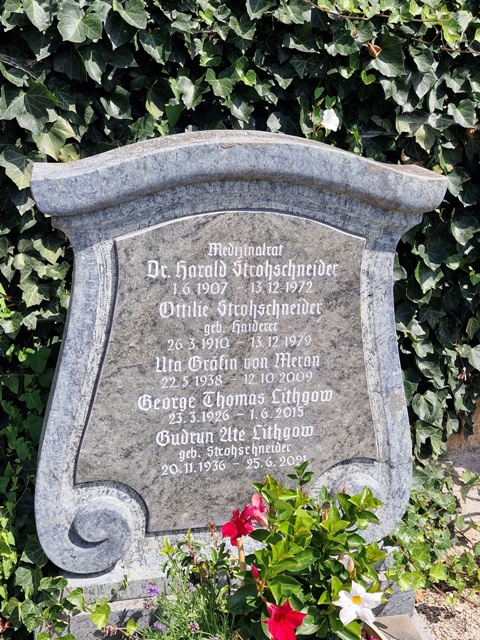 Medizinalrat
Dr. Harald Strohschneider
1.6.1907 - 13.12.1972
Ottilie Strohschneider
geb. Haiderer
26.3.1910 - 13.12.1979
Uta Gräfin von Meran
22.5.1938 - 12.10.2009
George Thomas Lithgow
23.3.1926 - 1.6.2015
Gudrun Ute Lithgow
geb. Strohschneider
20.11.1936 - 25.6.2021